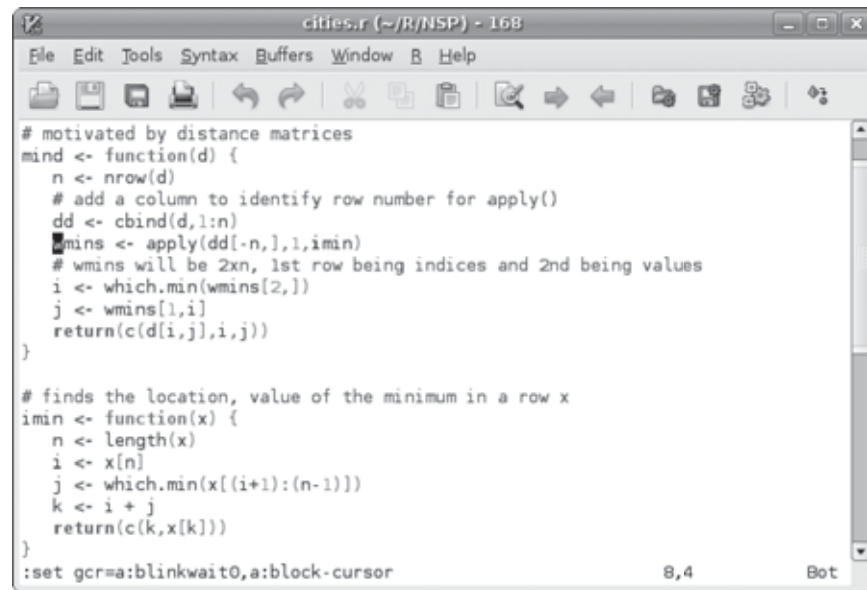 cities.r (~/R/NSP) - 168
File Edit Tools Syntax Buffers Window R Help
# motivated by distance matrices
mind <- function(d) {
   n <- nrow(d)
   # add a column to identify row number for apply()
   dd <- cbind(d,1:n)
   wmins <- apply(dd[-n,],1,imin)
   # wmins will be 2xn, 1st row being indices and 2nd being values
   i <- which.min(wmins[2,])
   j <- wmins[1,i]
   return(c(d[i,j],i,j))
}

# finds the location, value of the minimum in a row x
imin <- function(x) {
   n <- length(x)
   i <- x[n]
   j <- which.min(x[(i+1):(n-1)])
   k <- i + j
   return(c(k,x[k]))
}
:set gcr=a:blinkwait0,a:block-cursor 8,4 Bot